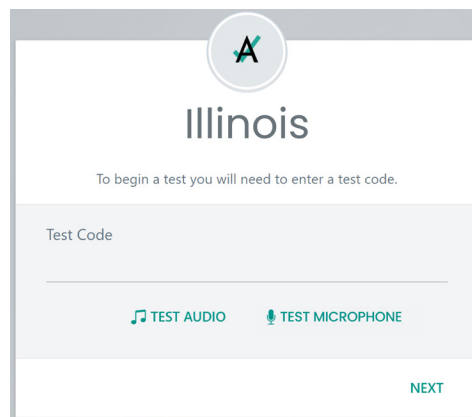 Illinois
To begin a test you will need to enter a test code.
Test Code
TEST AUDIO TEST MICROPHONE
NEXT